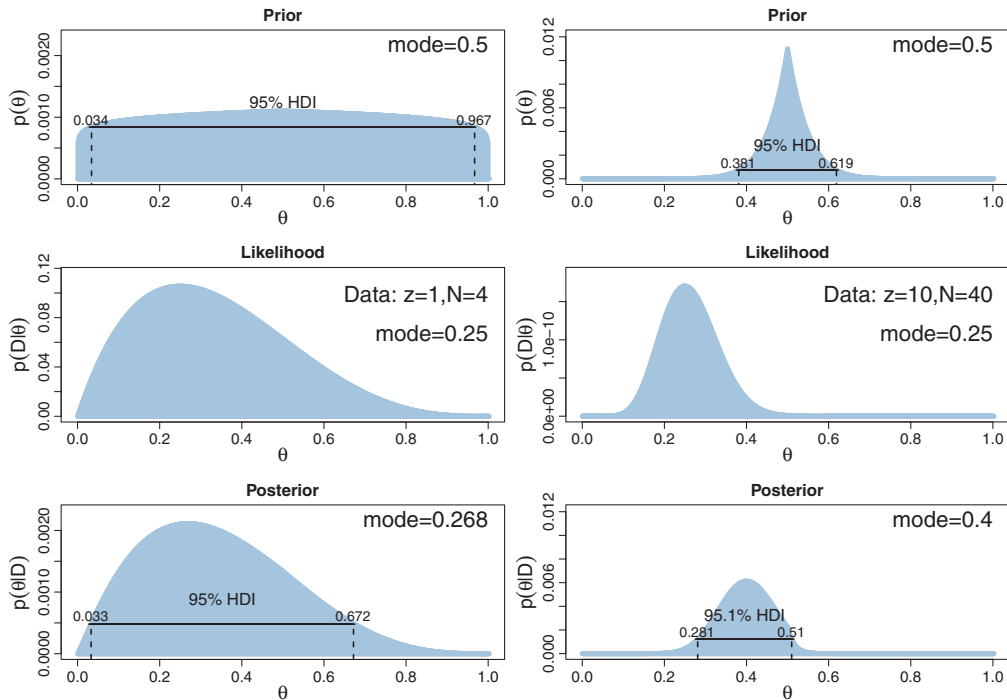 Prior
mode=0.5
p(θ)
0.0000 0.0010 0.0020
95% HDI
0.034 0.967
0.0 0.2 0.4 0.6 0.8 1.0
θ
Prior
mode=0.5
p(θ)
0.000 0.006 0.012
95% HDI
0.381 0.619
0.0 0.2 0.4 0.6 0.8 1.0
θ
Likelihood
Data: z=1,N=4
mode=0.25
p(D|θ)
0.00 0.04 0.08 0.12
0.0 0.2 0.4 0.6 0.8 1.0
θ
Likelihood
Data: z=10,N=40
mode=0.25
p(D|θ)
0.0e+00 1.0e−10
0.0 0.2 0.4 0.6 0.8 1.0
θ
Posterior
mode=0.268
p(θ|D)
0.0000 0.0010 0.0020
95% HDI
0.033 0.672
0.0 0.2 0.4 0.6 0.8 1.0
θ
Posterior
mode=0.4
p(θ|D)
0.000 0.006 0.012
95.1% HDI
0.281 0.51
0.0 0.2 0.4 0.6 0.8 1.0
θ